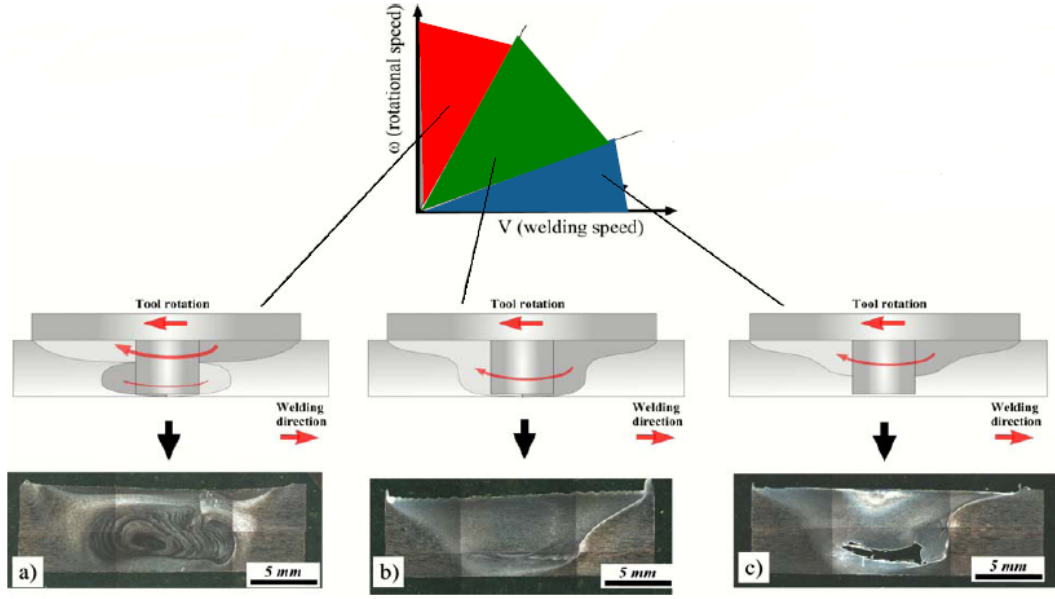 ω (rotational speed)
V (welding speed)
Tool rotation
Tool rotation
Tool rotation
Welding
direction
Welding
direction
Welding
direction
a)
5 mm
b)
5 mm
c)
5 mm